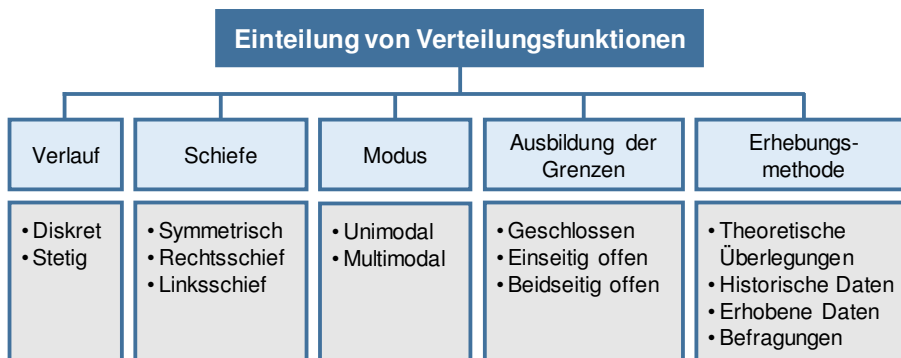 Einteilung von Verteilungsfunktionen
Verlauf
• Diskret
• Stetig
Schiefe
• Symmetrisch
• Rechtsschief
• Linksschief
Modus
• Unimodal
• Multimodal
Ausbildung der
Grenzen
• Geschlossen
• Einseitig offen
• Beidseitig offen
Erhebungs-
methode
• Theoretische
Überlegungen
• Historische Daten
• Erhobene Daten
• Befragungen